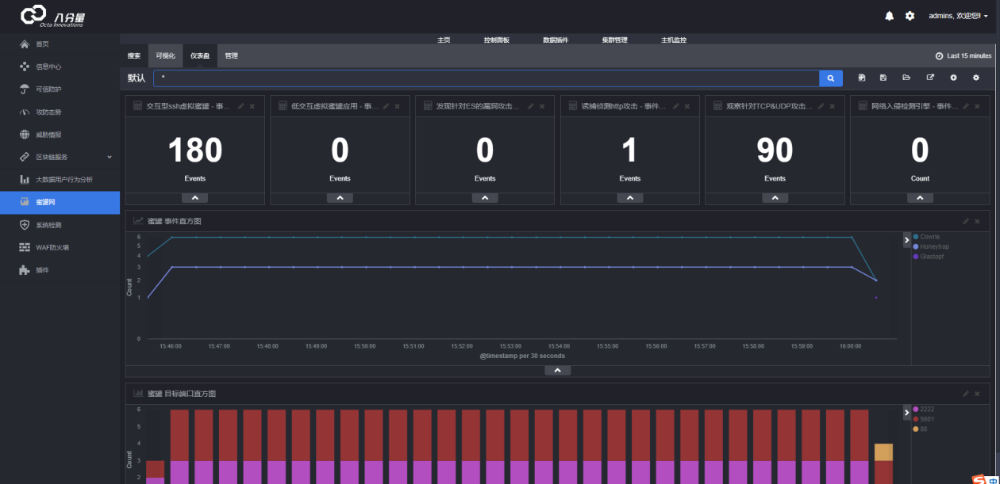 八分量
Octa Innovations
admins, 欢迎您!
首页
信息中心
可信防护
攻防态势
威胁情报
区块链服务
大数据用户行为分析
蜜罐网
系统检测
WAF防火墙
插件
主页 控制面板 数据插件 集群管理 主机监控
搜索 可视化 仪表盘 管理
Last 15 minutes
默认 *
交互型ssh虚拟蜜罐 - 事...
180
Events
低交互虚拟蜜罐应用 - 事...
0
Events
发现针对ES的漏洞攻击...
0
Events
诱捕侦测http攻击 - 事件...
1
Events
观察针对TCP&UDP攻击...
90
Events
网络入侵检测引擎 - 事件...
0
Count
蜜罐 事件直方图
6
5
4
3
2
1
0
Count
15:46:00 15:47:00 15:48:00 15:49:00 15:50:00 15:51:00 15:52:00 15:53:00 15:54:00 15:55:00 15:56:00 15:57:00 15:58:00 15:59:00 16:00:00
@timestamp per 30 seconds
Cowrie
Honeytrap
Glastopf
蜜罐 目标端口直方图
6
5
4
3
2
Count
2222
5601
88
中